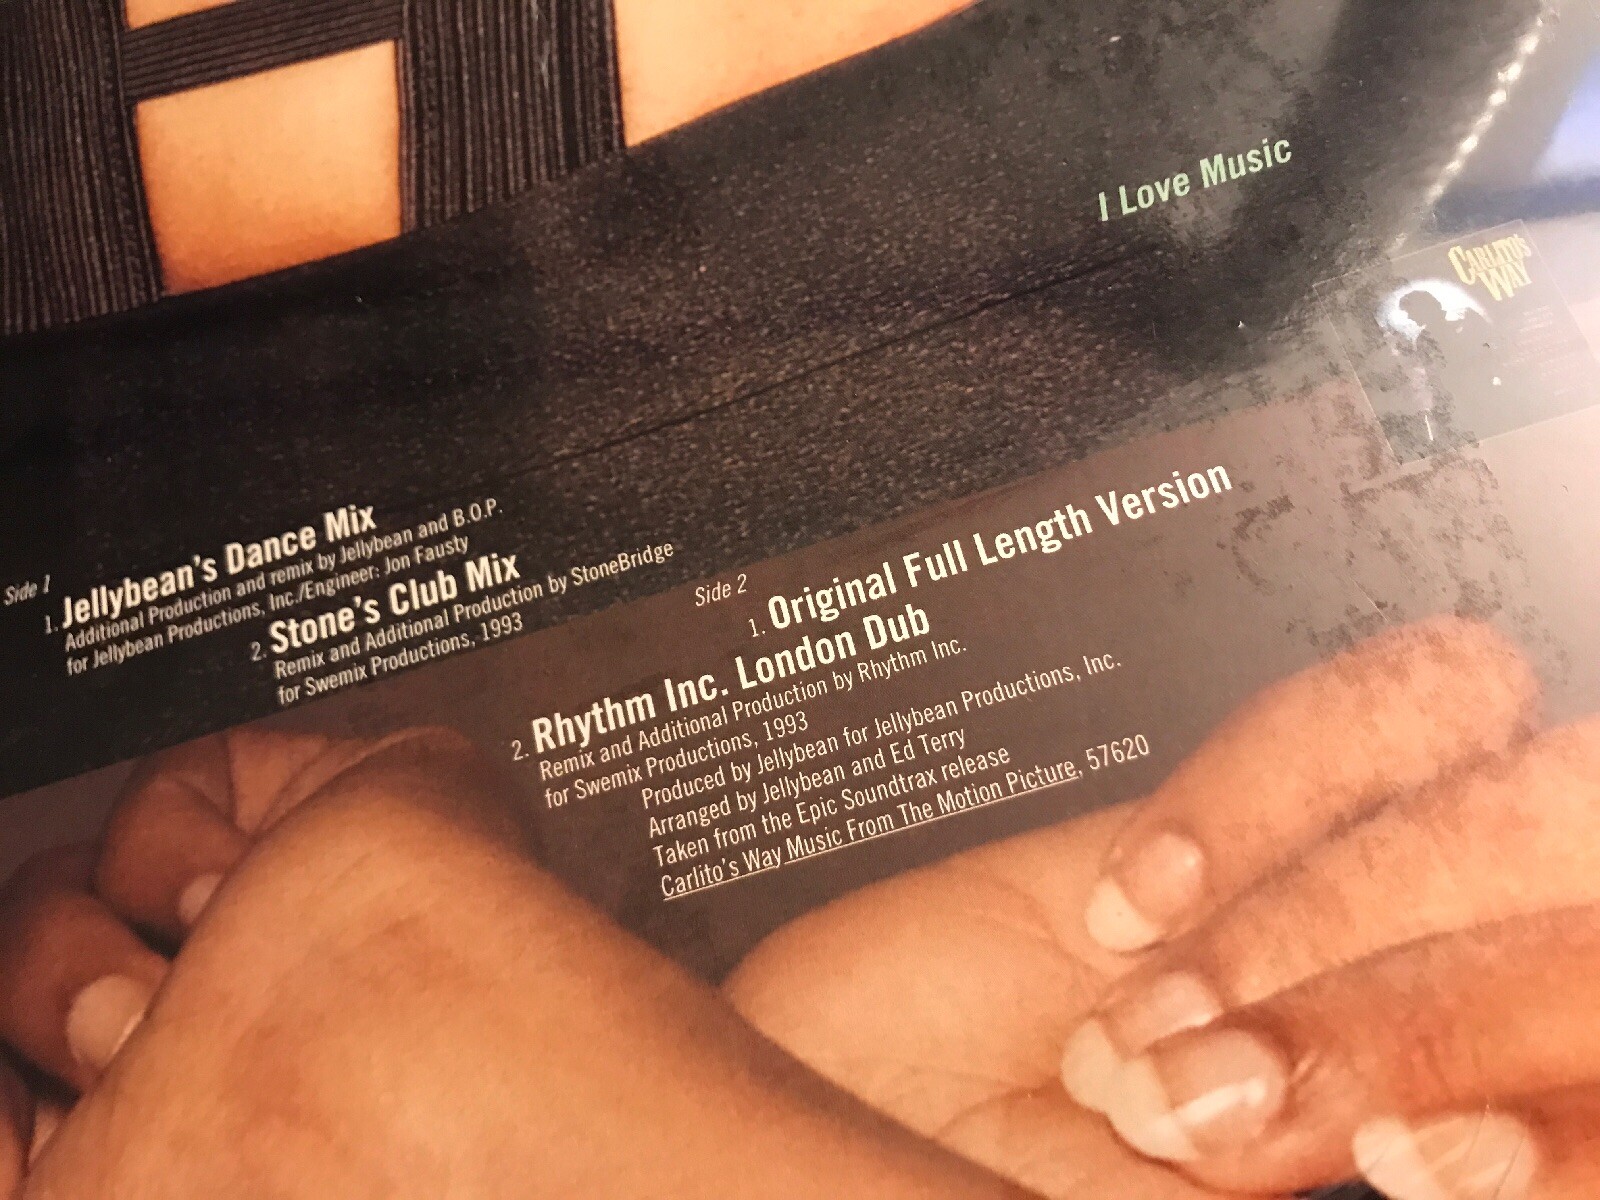 I Love Music
CARLITO'S
WAY
Side 1
1. Jellybean's Dance Mix
Additional Production and remix by Jellybean and B.O.P.
for Jellybean Productions, Inc./Engineer: Jon Fausty
2. Stone's Club Mix
Remix and Additional Production by StoneBridge
for Swemix Productions, 1993
Side 2
1. Original Full Length Version
2. Rhythm Inc. London Dub
Remix and Additional Production by Rhythm Inc.
for Swemix Productions, 1993
Produced by Jellybean for Jellybean Productions, Inc.
Arranged by Jellybean and Ed Terry
Taken from the Epic Soundtrax release
Carlito's Way Music From The Motion Picture, 57620